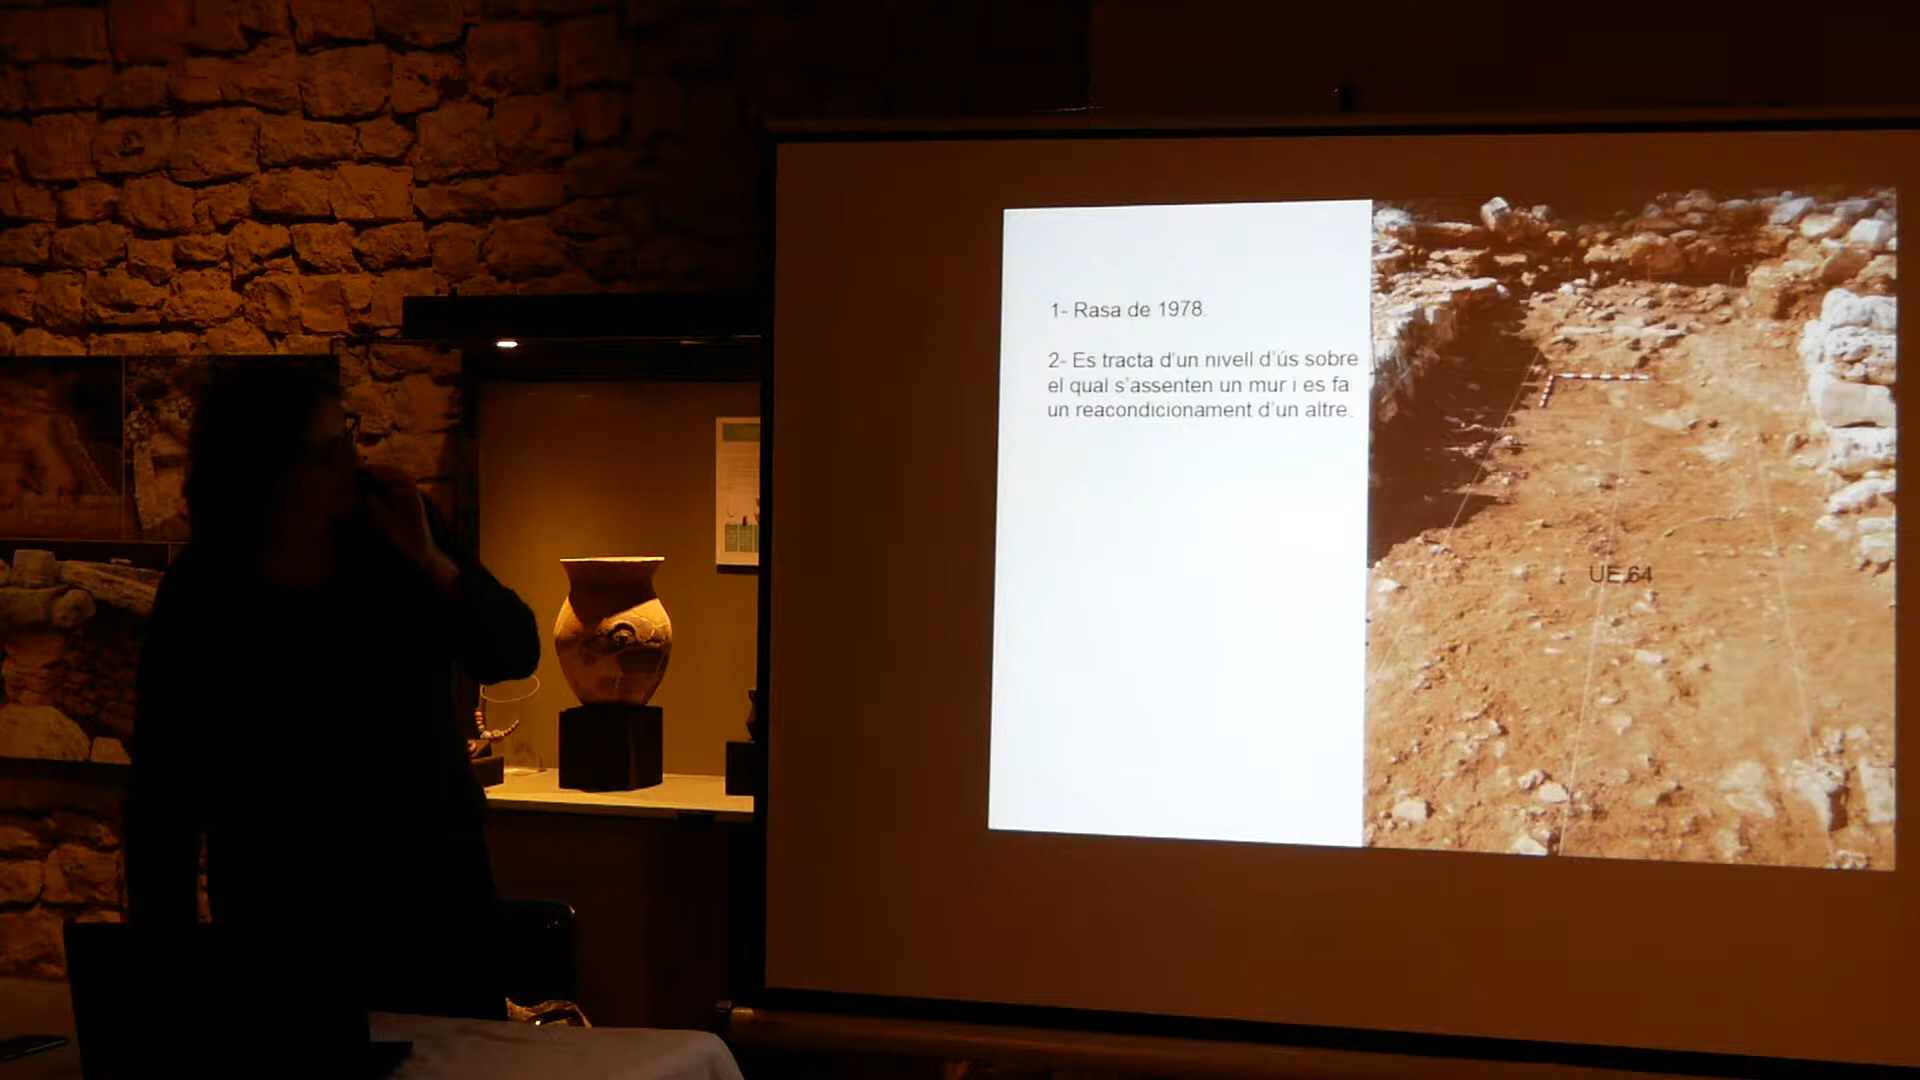 1- Rasa de 1978.
2- Es tracta d'un nivell d'ús sobre
el qual s'assenten un mur i es fa
un reacondicionament d'un altre.
UE 64